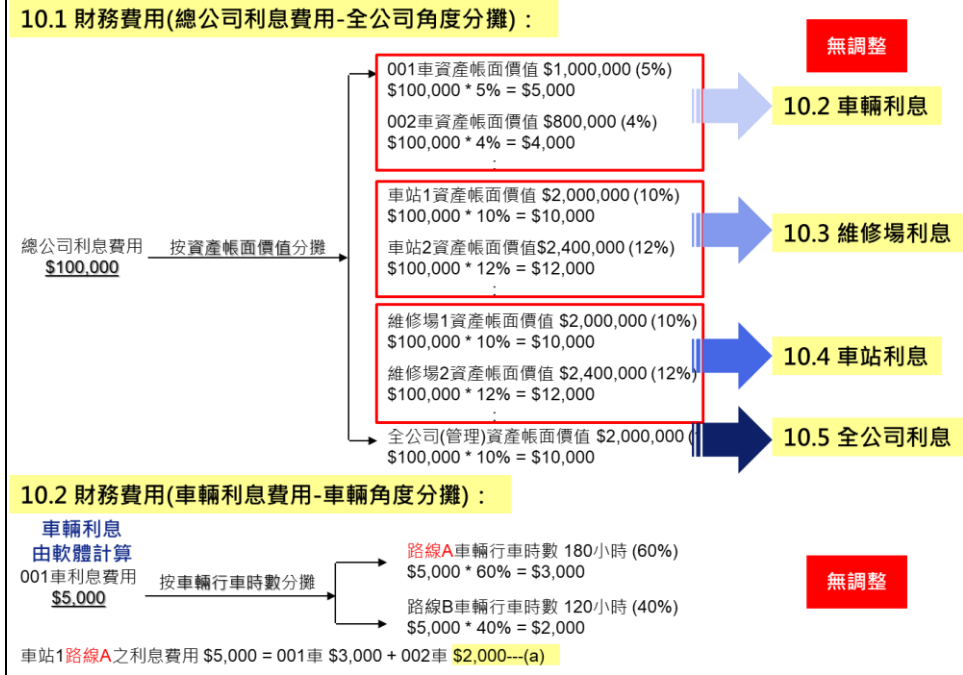 10.1 財務費用(總公司利息費用-全公司角度分攤)：
無調整
001車資產帳面價值 $1,000,000 (5%)
$100,000 * 5% = $5,000
002車資產帳面價值 $800,000 (4%)
$100,000 * 4% = $4,000
:
10.2 車輛利息
車站1資產帳面價值 $2,000,000 (10%)
$100,000 * 10% = $10,000
車站2資產帳面價值$2,400,000 (12%)
$100,000 * 12% = $12,000
:
10.3 維修場利息
總公司利息費用
$100,000
按資產帳面價值分攤
維修場1資產帳面價值 $2,000,000 (10%)
$100,000 * 10% = $10,000
維修場2資產帳面價值 $2,400,000 (12%)
$100,000 * 12% = $12,000
:
10.4 車站利息
全公司(管理)資產帳面價值 $2,000,000 (
$100,000 * 10% = $10,000
10.5 全公司利息
10.2 財務費用(車輛利息費用-車輛角度分攤)：
車輛利息
由軟體計算
001車利息費用
$5,000
按車輛行車時數分攤
路線A車輛行車時數 180小時 (60%)
$5,000 * 60% = $3,000
路線B車輛行車時數 120小時 (40%)
$5,000 * 40% = $2,000
無調整
車站1路線A之利息費用 $5,000 = 001車 $3,000 + 002車 $2,000---(a)